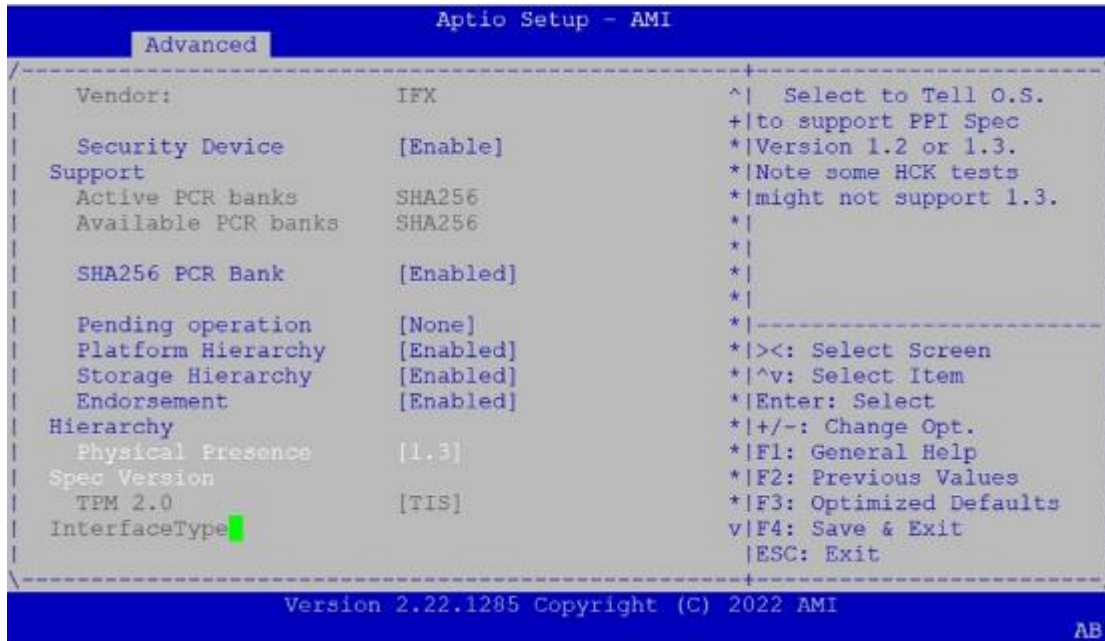 Aptio Setup - AMI
Advanced
Vendor: IFX
Security Device [Enable]
Support
Active PCR banks SHA256
Available PCR banks SHA256
SHA256 PCR Bank [Enabled]
Pending operation [None]
Platform Hierarchy [Enabled]
Storage Hierarchy [Enabled]
Endorsement [Enabled]
Hierarchy
Physical Presence [1.3]
Spec Version
TPM 2.0 [TIS]
InterfaceType
Select to Tell O.S.
to support PPI Spec
Version 1.2 or 1.3.
Note some HCK tests
might not support 1.3.
><: Select Screen
^v: Select Item
Enter: Select
+/-: Change Opt.
F1: General Help
F2: Previous Values
F3: Optimized Defaults
F4: Save & Exit
ESC: Exit
Version 2.22.1285 Copyright (C) 2022 AMI
AB